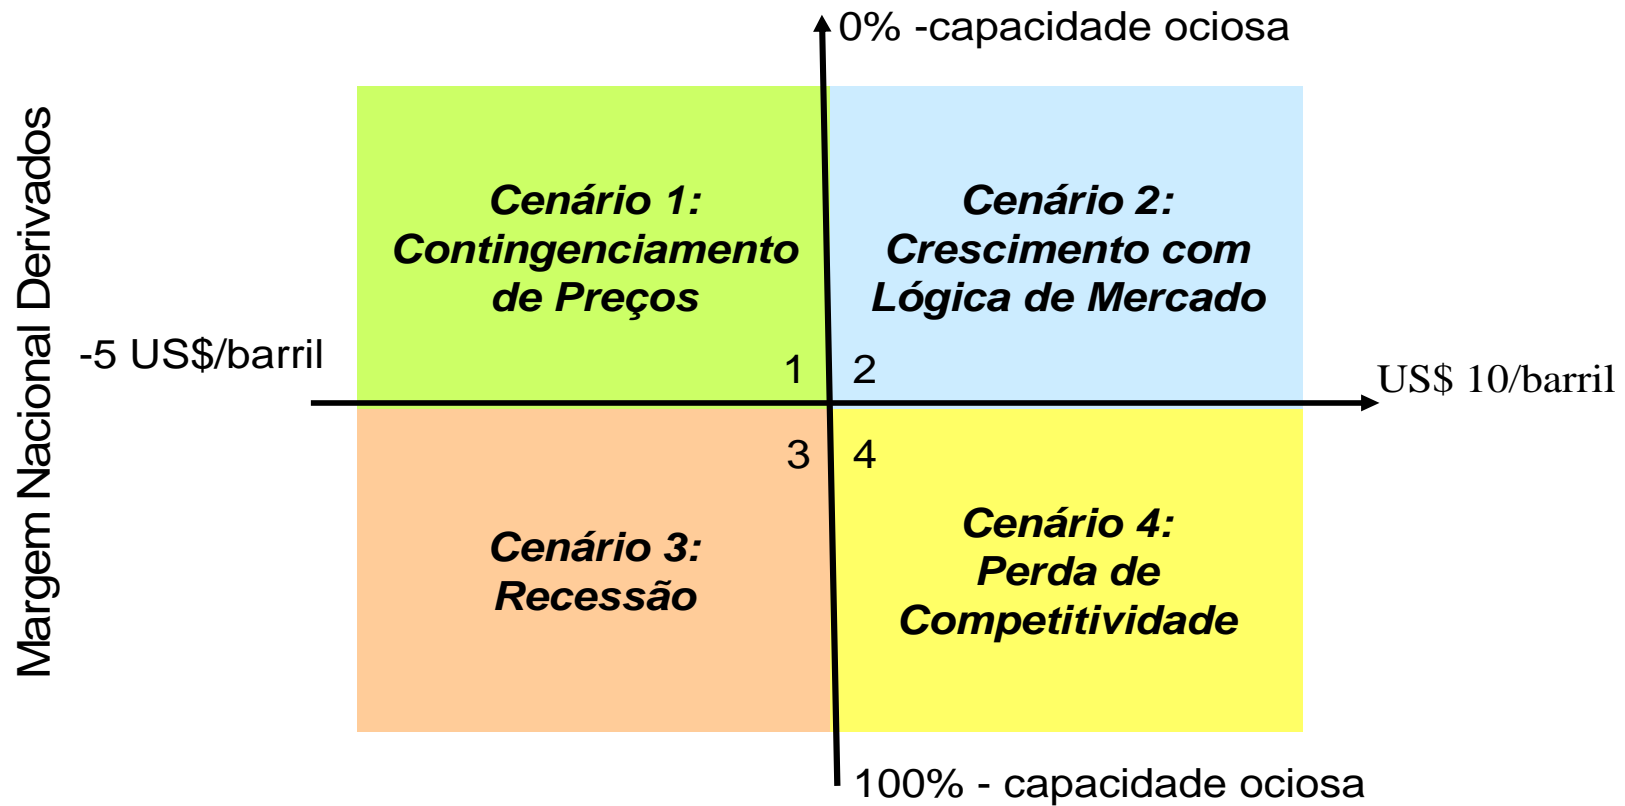 0% -capacidade ociosa
Margem Nacional Derivados
Cenário 1:
Contingenciamento
de Preços
Cenário 2:
Crescimento com
Lógica de Mercado
-5 US$/barril
1
2
US$ 10/barril
3
4
Cenário 3:
Recessão
Cenário 4:
Perda de
Competitividade
100% - capacidade ociosa